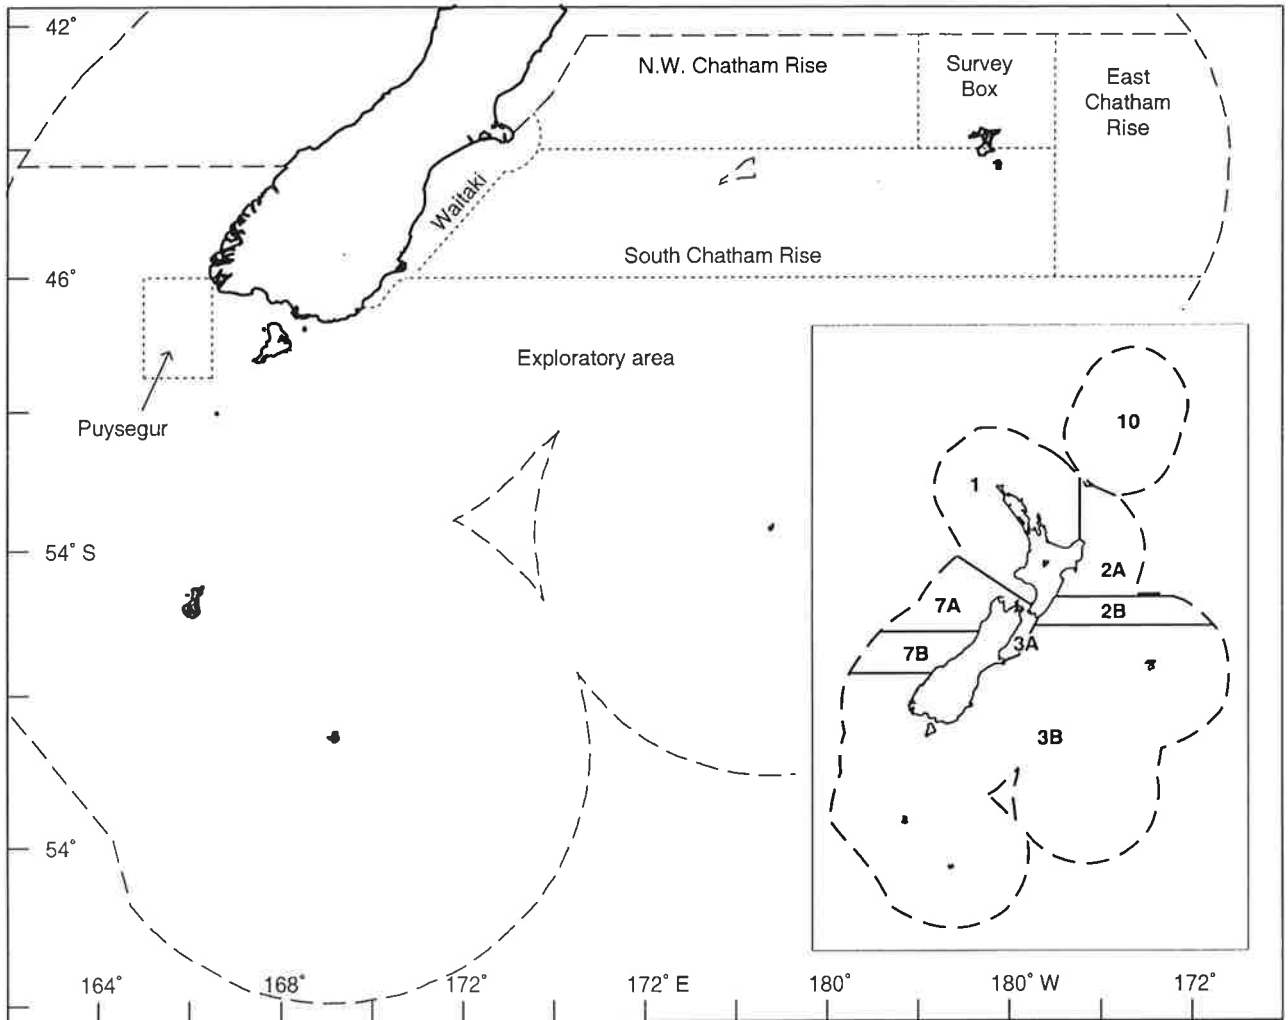 42°
N.W. Chatham Rise
Survey
Box
East
Chatham
Rise
Waitaki
South Chatham Rise
46°
Exploratory area
Puysegur
10
1
54° S
2A
7A
2B
3A
7B
3B
54°
164°
168°
172°
172° E
180°
180° W
172°